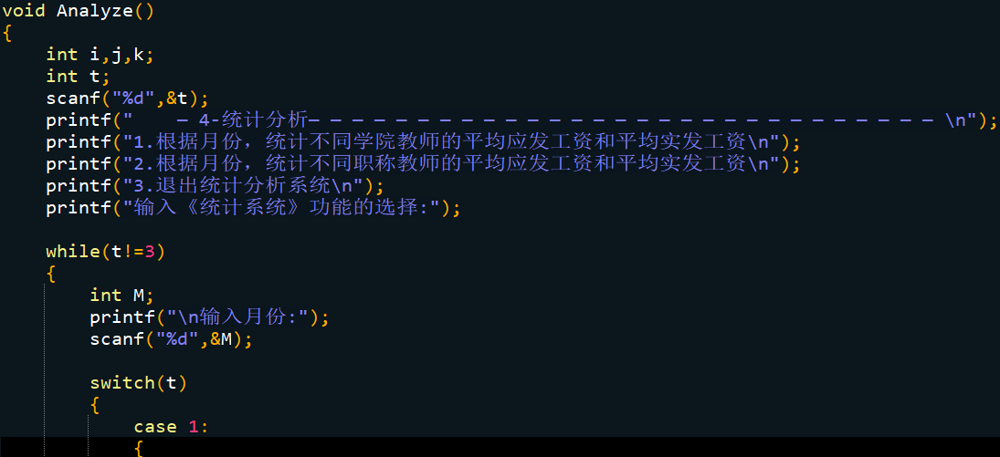 void Analyze()
{
    int i,j,k;
    int t;
    scanf("%d",&t);
    printf("    — 4-统计分析— — — — — — — — — — — — — — — — — — — — — — — — — — — — — \n");
    printf("1.根据月份，统计不同学院教师的平均应发工资和平均实发工资\n");
    printf("2.根据月份，统计不同职称教师的平均应发工资和平均实发工资\n");
    printf("3.退出统计分析系统\n");
    printf("输入《统计系统》功能的选择:");
    while(t!=3)
    {
        int M;
        printf("\n输入月份:");
        scanf("%d",&M);
        switch(t)
        {
            case 1:
            {